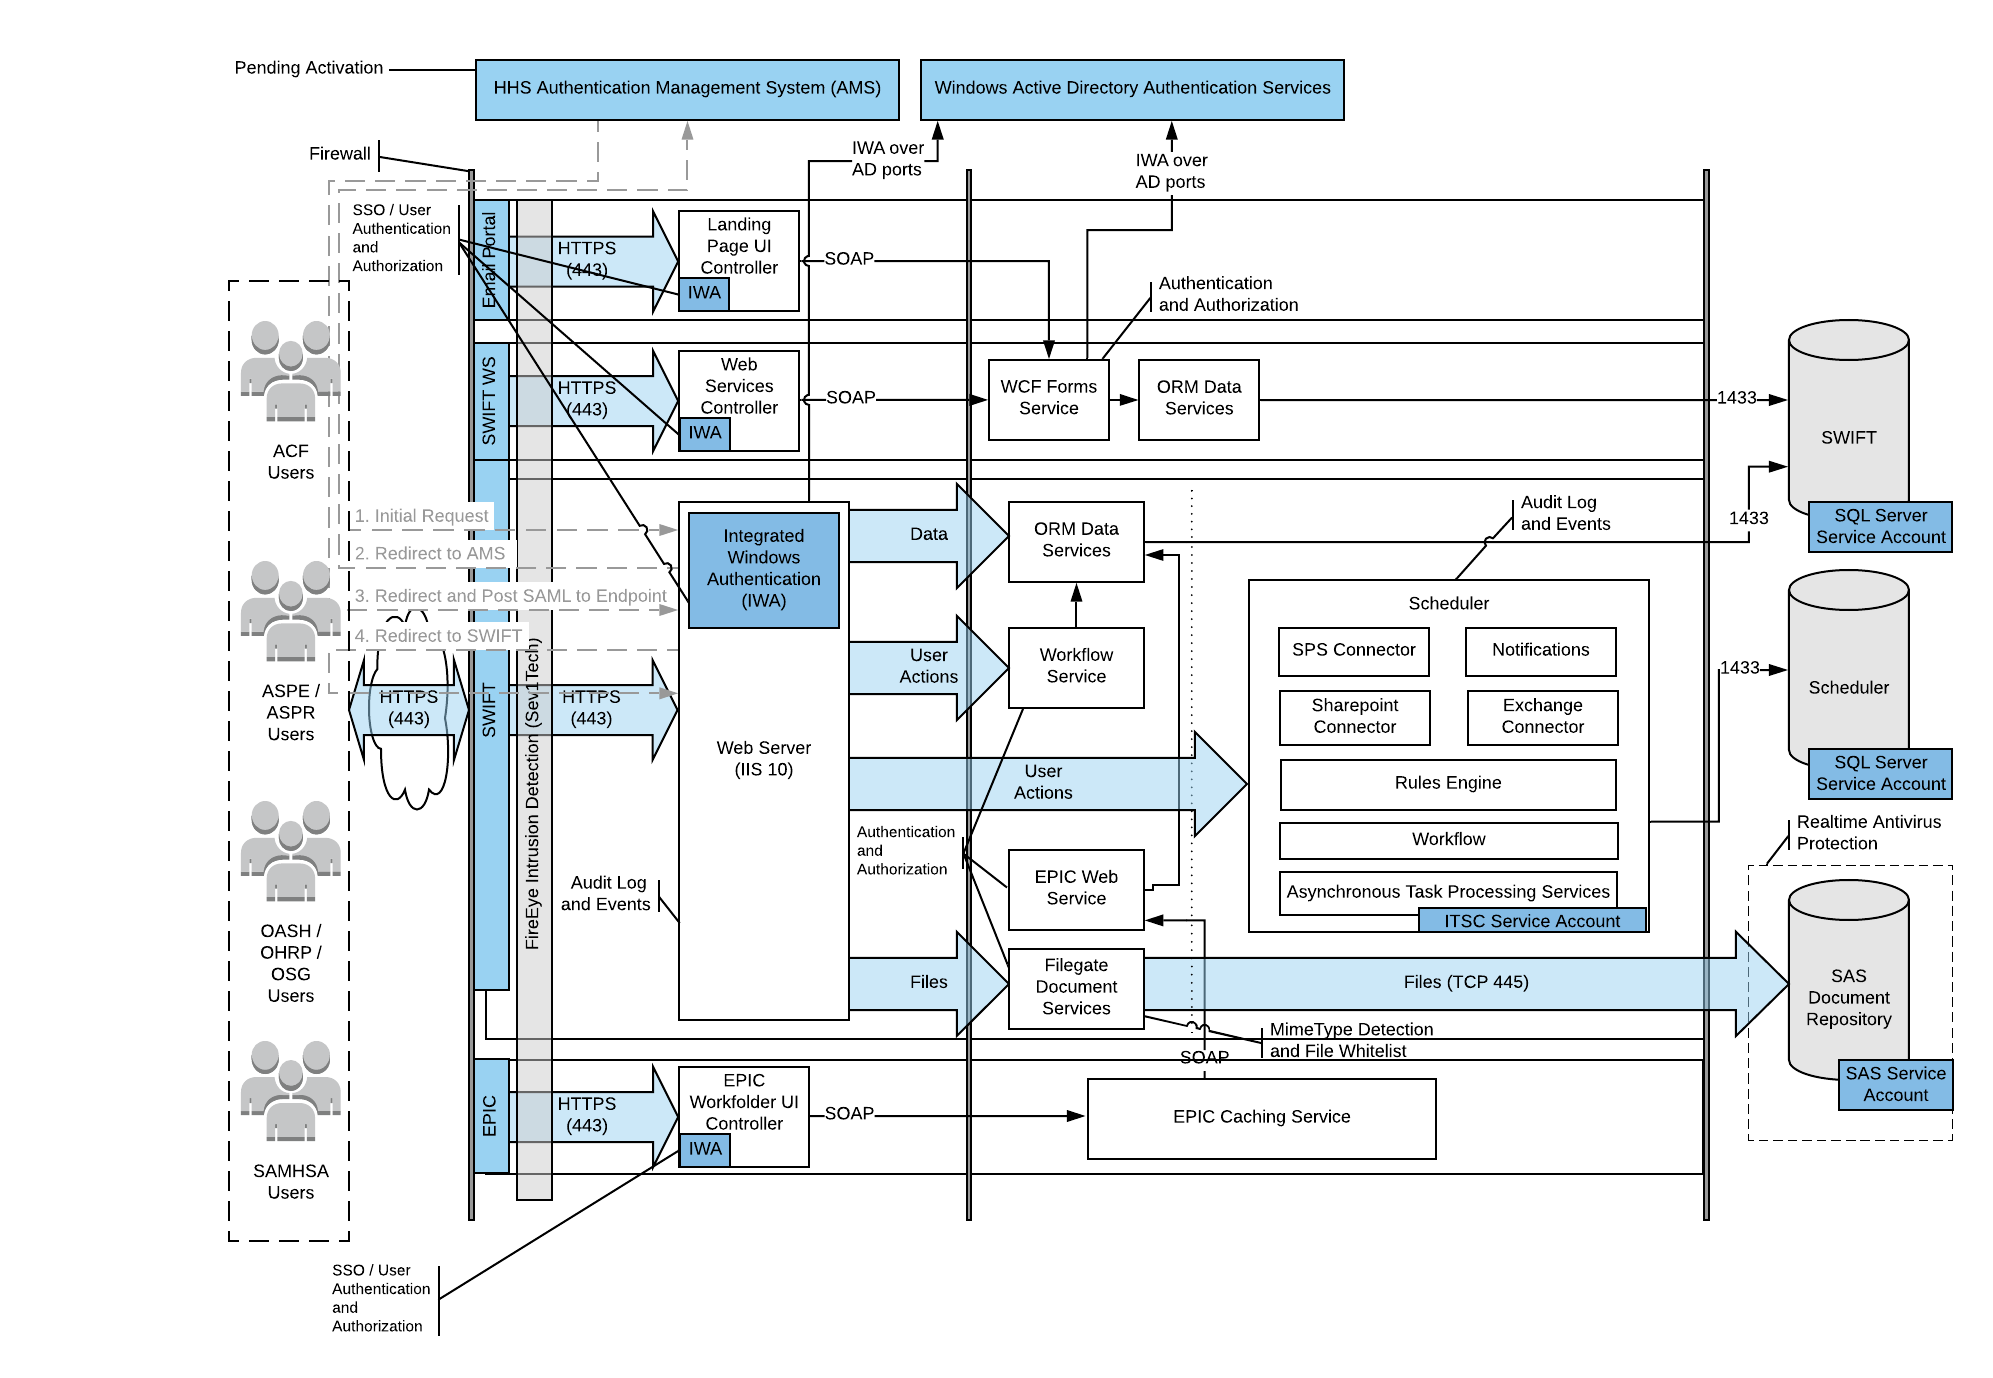 Pending Activation
HHS Authentication Management System (AMS)
Windows Active Directory Authentication Services
Firewall
IWA over
AD ports
IWA over
AD ports
SSO / User
Authentication
and
Authorization
Email Portal
HTTPS
(443)
Landing
Page UI
Controller
IWA
SOAP
Authentication
and Authorization
SWIFT WS
HTTPS
(443)
Web
Services
Controller
IWA
SOAP
WCF Forms
Service
ORM Data
Services
1433
SWIFT
SQL Server
Service Account
ACF
Users
1. Initial Request
2. Redirect to AMS
3. Redirect and Post SAML to Endpoint
4. Redirect to SWIFT
Integrated
Windows
Authentication
(IWA)
Data
ORM Data
Services
Audit Log
and Events
1433
ASPE /
ASPR
Users
HTTPS
(443)
SWIFT
HTTPS
(443)
FireEye Intrusion Detection (Sev1Tech)
Web Server
(IIS 10)
User
Actions
Workflow
Service
User
Actions
Scheduler
SPS Connector
Notifications
Sharepoint
Connector
Exchange
Connector
Rules Engine
Workflow
Asynchronous Task Processing Services
ITSC Service Account
1433
Scheduler
SQL Server
Service Account
Realtime Antivirus
Protection
Authentication
and
Authorization
EPIC Web
Service
Audit Log
and Events
OASH /
OHRP /
OSG
Users
Files
Filegate
Document
Services
Files (TCP 445)
SAS
Document
Repository
SAS Service
Account
MimeType Detection
and File Whitelist
SOAP
EPIC
HTTPS
(443)
EPIC
Workfolder UI
Controller
IWA
SOAP
EPIC Caching Service
SAMHSA
Users
SSO / User
Authentication
and
Authorization